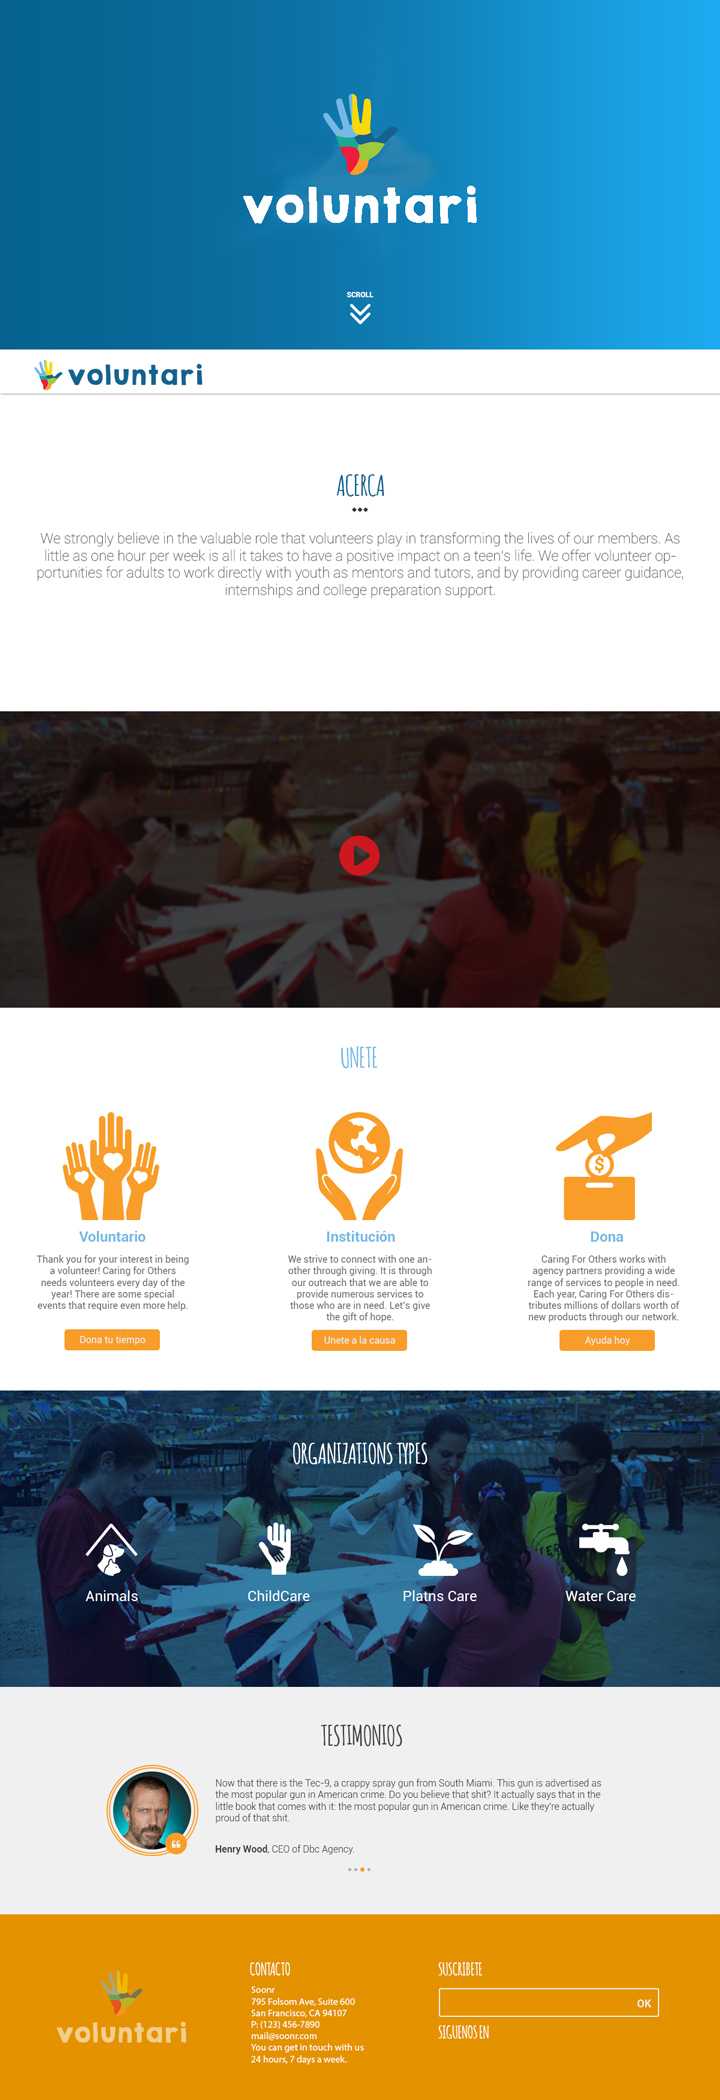 voluntari
SCROLL
voluntari
ACERCA
We strongly believe in the valuable role that volunteers play in transforming the lives of our members. As
little as one hour per week is all it takes to have a positive impact on a teen's life. We offer volunteer op-
portunities for adults to work directly with youth as mentors and tutors, and by providing career guidance,
internships and college preparation support.
UNETE
Voluntario
Thank you for your interest in being
a volunteer! Caring for Others
needs volunteers every day of the
year! There are some special
events that require even more help.
Dona tu tiempo
Institución
We strive to connect with one an-
other through giving. It is through
our outreach that we are able to
provide numerous services to
those who are in need. Let's give
the gift of hope.
Unete a la causa
Dona
Caring For Others works with
agency partners providing a wide
range of services to people in need.
Each year, Caring For Others dis-
tributes millions of dollars worth of
new products through our network.
Ayuda hoy
ORGANIZATIONS TYPES
Animals
ChildCare
Platns Care
Water Care
TESTIMONIOS
Now that there is the Tec-9, a crappy spray gun from South Miami. This gun is advertised as
the most popular gun in American crime. Do you believe that shit? It actually says that in the
little book that comes with it: the most popular gun in American crime. Like they're actually
proud of that shit.
Henry Wood, CEO of Dbc Agency.
voluntari
CONTACTO
Soonr
795 Folsom Ave, Suite 600
San Francisco, CA 94107
P: (123) 456-7890
mail@soonr.com
You can get in touch with us
24 hours, 7 days a week.
SUSCRIBETE
OK
SIGUENOS EN